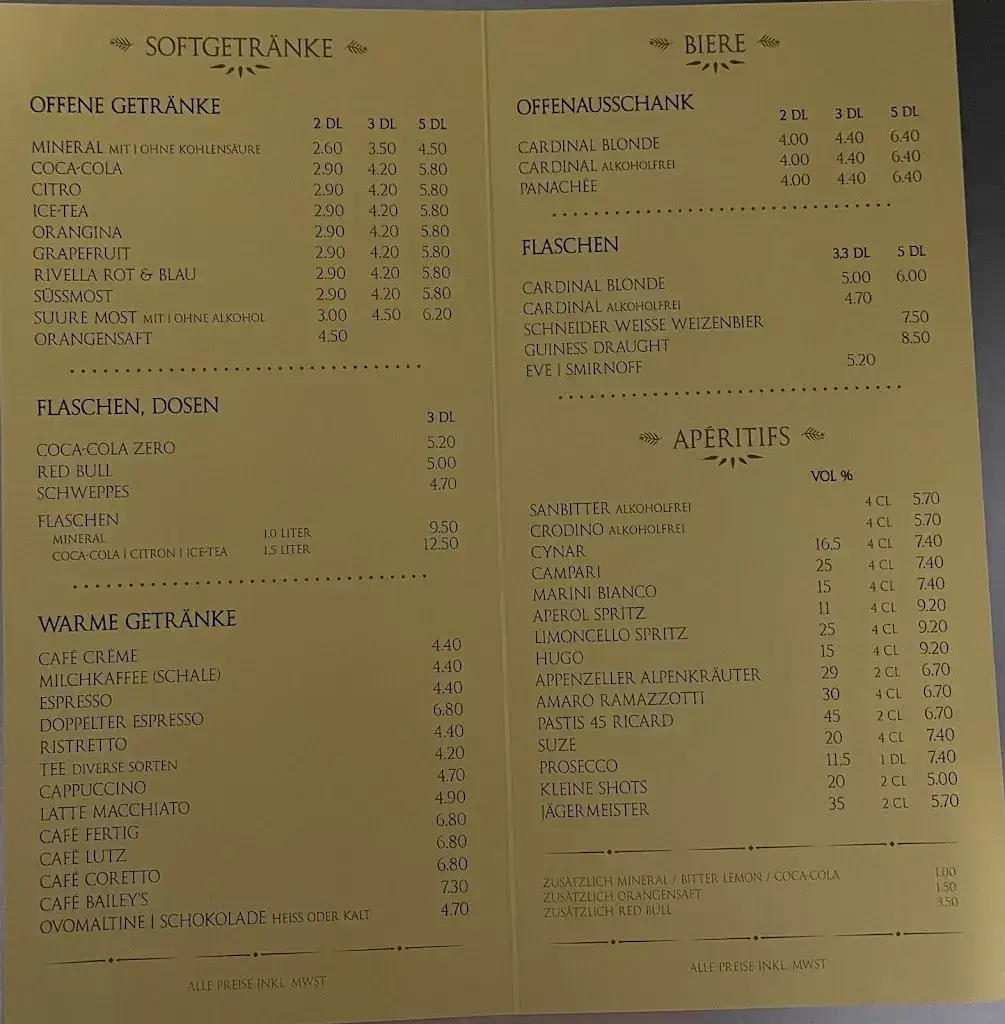 SOFTGETRÄNKE
OFFENE GETRÄNKE
2 DL 3 DL 5 DL
MINERAL MIT | OHNE KOHLENSÄURE 2.60 3.50 4.50
COCA-COLA 2.90 4.20 5.80
CITRO 2.90 4.20 5.80
ICE-TEA 2.90 4.20 5.80
ORANGINA 2.90 4.20 5.80
GRAPEFRUIT 2.90 4.20 5.80
RIVELLA ROT & BLAU 2.90 4.20 5.80
SÜSSMOST 2.90 4.20 5.80
SUURE MOST MIT | OHNE ALKOHOL 3.00 4.50 6.20
ORANGENSAFT 4.50
FLASCHEN, DOSEN
3 DL
COCA-COLA ZERO 5.20
RED BULL 5.00
SCHWEPPES 4.70
FLASCHEN
MINERAL 1.0 LITER 9.50
COCA-COLA | CITRON | ICE-TEA 1,5 LITER 12.50
WARME GETRÄNKE
CAFÉ CRÈME 4.40
MILCHKAFFEE (SCHALE) 4.40
ESPRESSO 4.40
DOPPELTER ESPRESSO 6.80
RISTRETTO 4.40
TEE DIVERSE SORTEN 4.20
CAPPUCCINO 4.70
LATTE MACCHIATO 4.90
CAFÉ FERTIG 6.80
CAFÉ LUTZ 6.80
CAFÉ CORETTO 6.80
CAFÉ BAILEY'S 7.30
OVOMALTINE | SCHOKOLADE HEISS ODER KALT 4.70
ALLE PREISE INKL. MWST
BIERE
OFFENAUSSCHANK
2 DL 3 DL 5 DL
CARDINAL BLONDE 4.00 4.40 6.40
CARDINAL ALKOHOLFREI 4.00 4.40 6.40
PANACHÉE 4.00 4.40 6.40
FLASCHEN
3,3 DL 5 DL
CARDINAL BLONDE 5.00 6.00
CARDINAL ALKOHOLFREI 4.70
SCHNEIDER WEISSE WEIZENBIER 7.50
GUINESS DRAUGHT 8.50
EVE | SMIRNOFF 5.20
APÉRITIFS
VOL %
SANBITTER ALKOHOLFREI 4 CL 5.70
CRODINO ALKOHOLFREI 4 CL 5.70
CYNAR 16,5 4 CL 7.40
CAMPARI 25 4 CL 7.40
MARINI BIANCO 15 4 CL 7.40
APEROL SPRITZ 11 4 CL 9.20
LIMONCELLO SPRITZ 25 4 CL 9.20
HUGO 15 4 CL 9.20
APPENZELLER ALPENKRÄUTER 29 2 CL 6.70
AMARO RAMAZZOTTI 30 4 CL 6.70
PASTIS 45 RICARD 45 2 CL 6.70
SUZE 20 4 CL 7.40
PROSECCO 11,5 1 DL 7.40
KLEINE SHOTS 20 2 CL 5.00
JÄGERMEISTER 35 2 CL 5.70
ZUSÄTZLICH MINERAL / BITTER LEMON / COCA-COLA 1.00
ZUSÄTZLICH ORANGENSAFT 1.50
ZUSÄTZLICH RED BULL 3.50
ALLE PREISE INKL. MWST